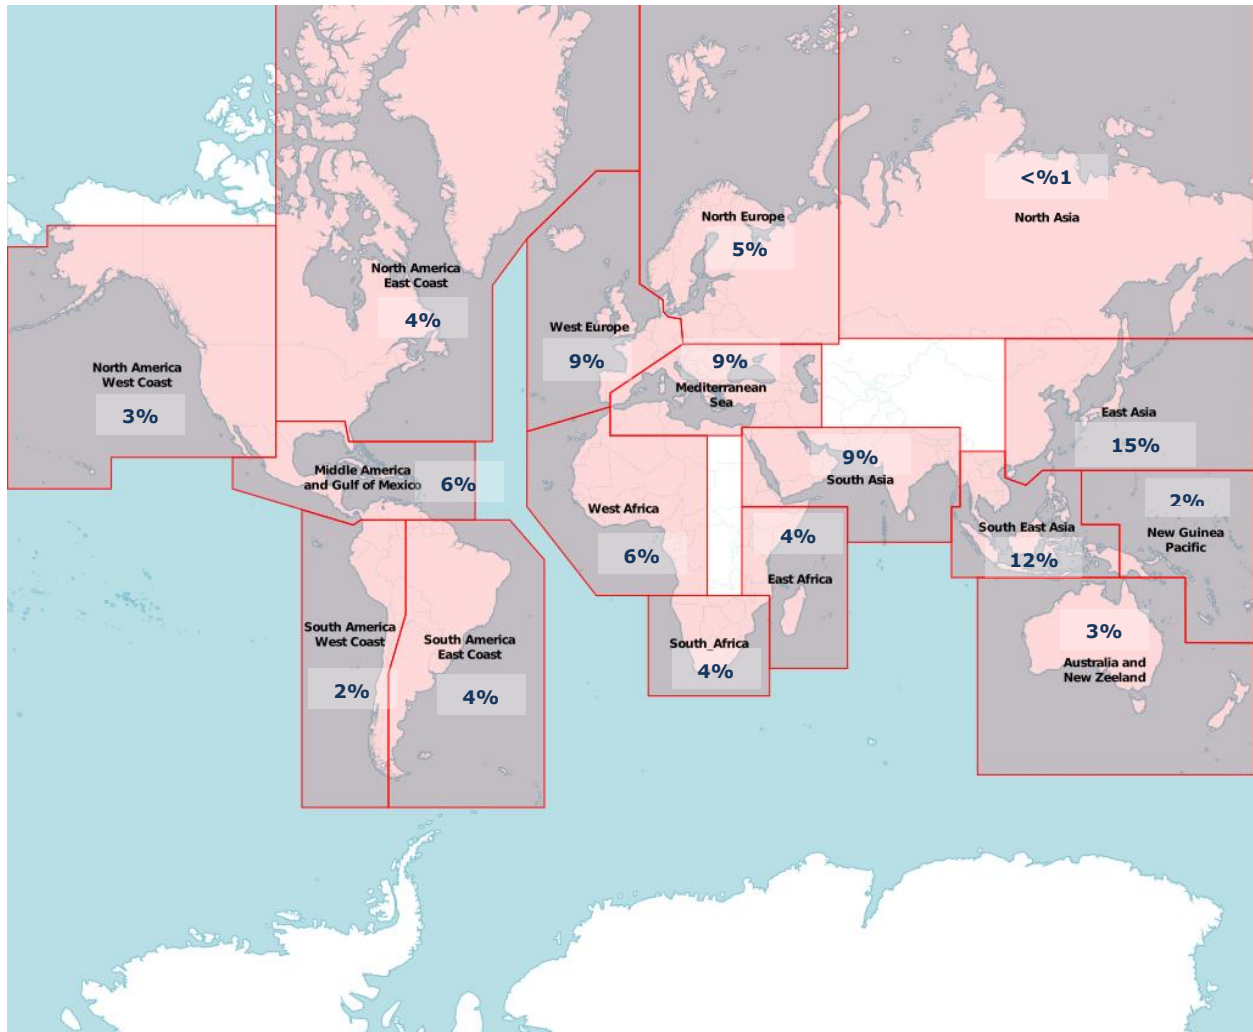 <%1
North Asia
North Europe
5%
North America
East Coast
4%
West Europe
9%
9%
Mediterranean
Sea
North America
West Coast
3%
East Asia
15%
Middle America
and Gulf of Mexico
6%
9%
South Asia
West Africa
6%
4%
East Africa
South East Asia
12%
2%
New Guinea
Pacific
South America
West Coast
2%
South America
East Coast
4%
South_Africa
4%
3%
Australia and
New Zeeland